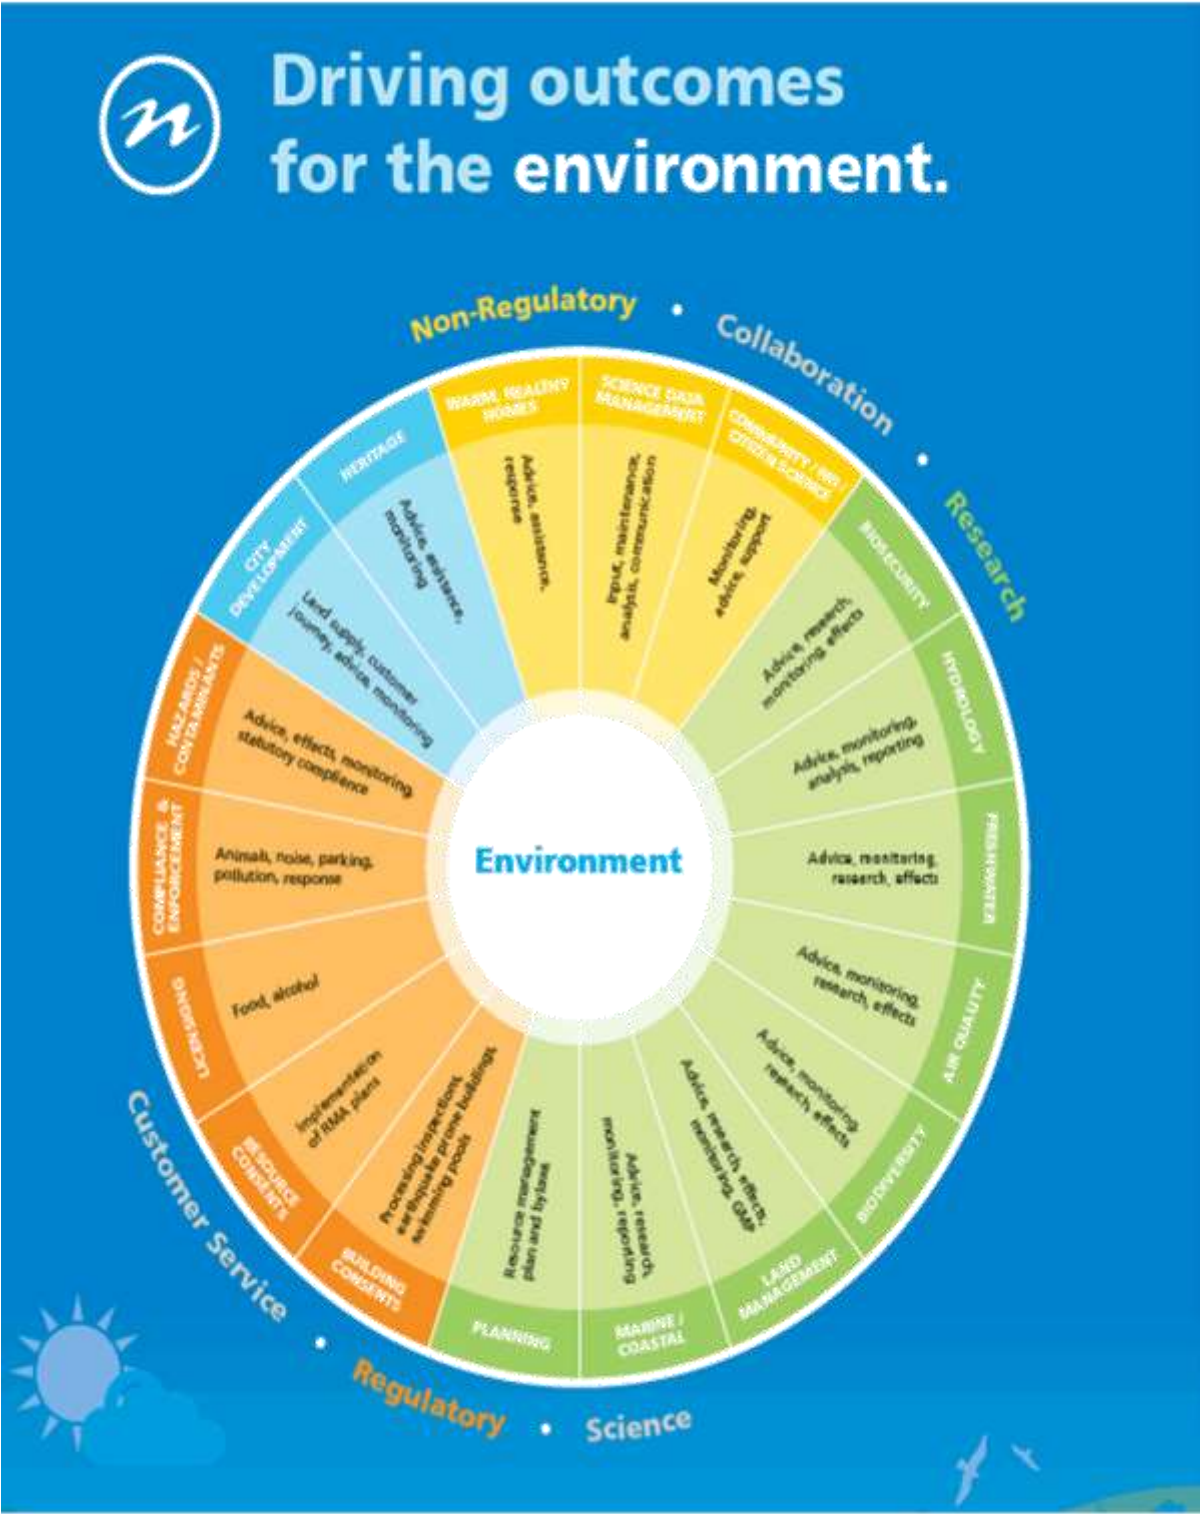 Driving outcomes
for the environment.
Non-Regulatory • Collaboration • Research
WARM, HEALTHY
HOMES
Advice, assistance,
response
SCIENCE DATA
MANAGEMENT
Input, maintenance,
analysis, communication
COMMUNITY /
CITIZEN SCIENCE
Monitoring,
advice, support
BIOSECURITY
Advice, research,
monitoring, effects
HYDROLOGY
Advice, monitoring,
analysis, reporting
FRESHWATER
Advice, monitoring,
research, effects
AIR QUALITY
Advice, monitoring,
research, effects
BIODIVERSITY
Advice, monitoring,
research, effects
LAND
MANAGEMENT
Advice, research, effects,
monitoring, GMP
MARINE /
COASTAL
Advice, research,
monitoring, reporting
PLANNING
Resource management
plan and bylaws
BUILDING
CONSENTS
Processing inspections,
earthquake prone buildings
swimming pools
RESOURCE
CONSENTS
Implementation
of RMA plans
LICENSING
Food, alcohol
COMPLIANCE &
ENFORCEMENT
Animals, noise, parking,
pollution, response
HAZARDS /
CONTAMINANTS
Advice, effects, monitoring,
statutory compliance
CITY
DEVELOPMENT
Land supply, customer
journey, advice, monitoring
HERITAGE
Advice, assistance,
monitoring
Environment
Customer Service • Regulatory • Science